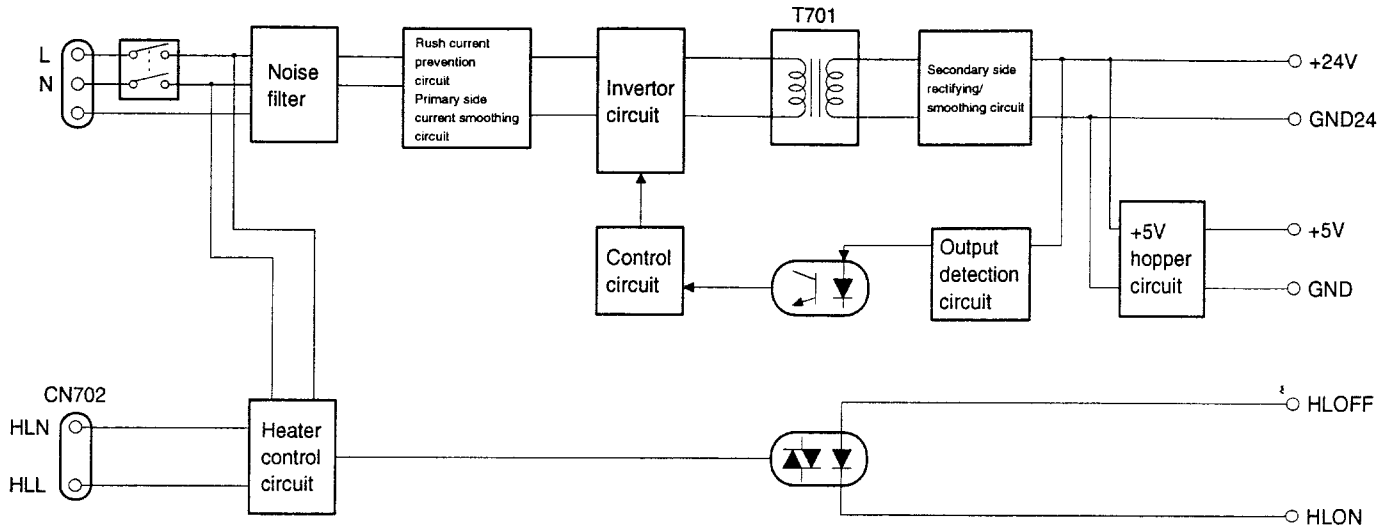 T701
L
N
Noise
filter
Rush current
prevention
circuit
Primary side
current smoothing
circuit
Invertor
circuit
Secondary side
rectifying/
smoothing circuit
+24V
GND24
Control
circuit
Output
detection
circuit
+5V
hopper
circuit
+5V
GND
CN702
HLN
HLL
Heater
control
circuit
HLOFF
HLON